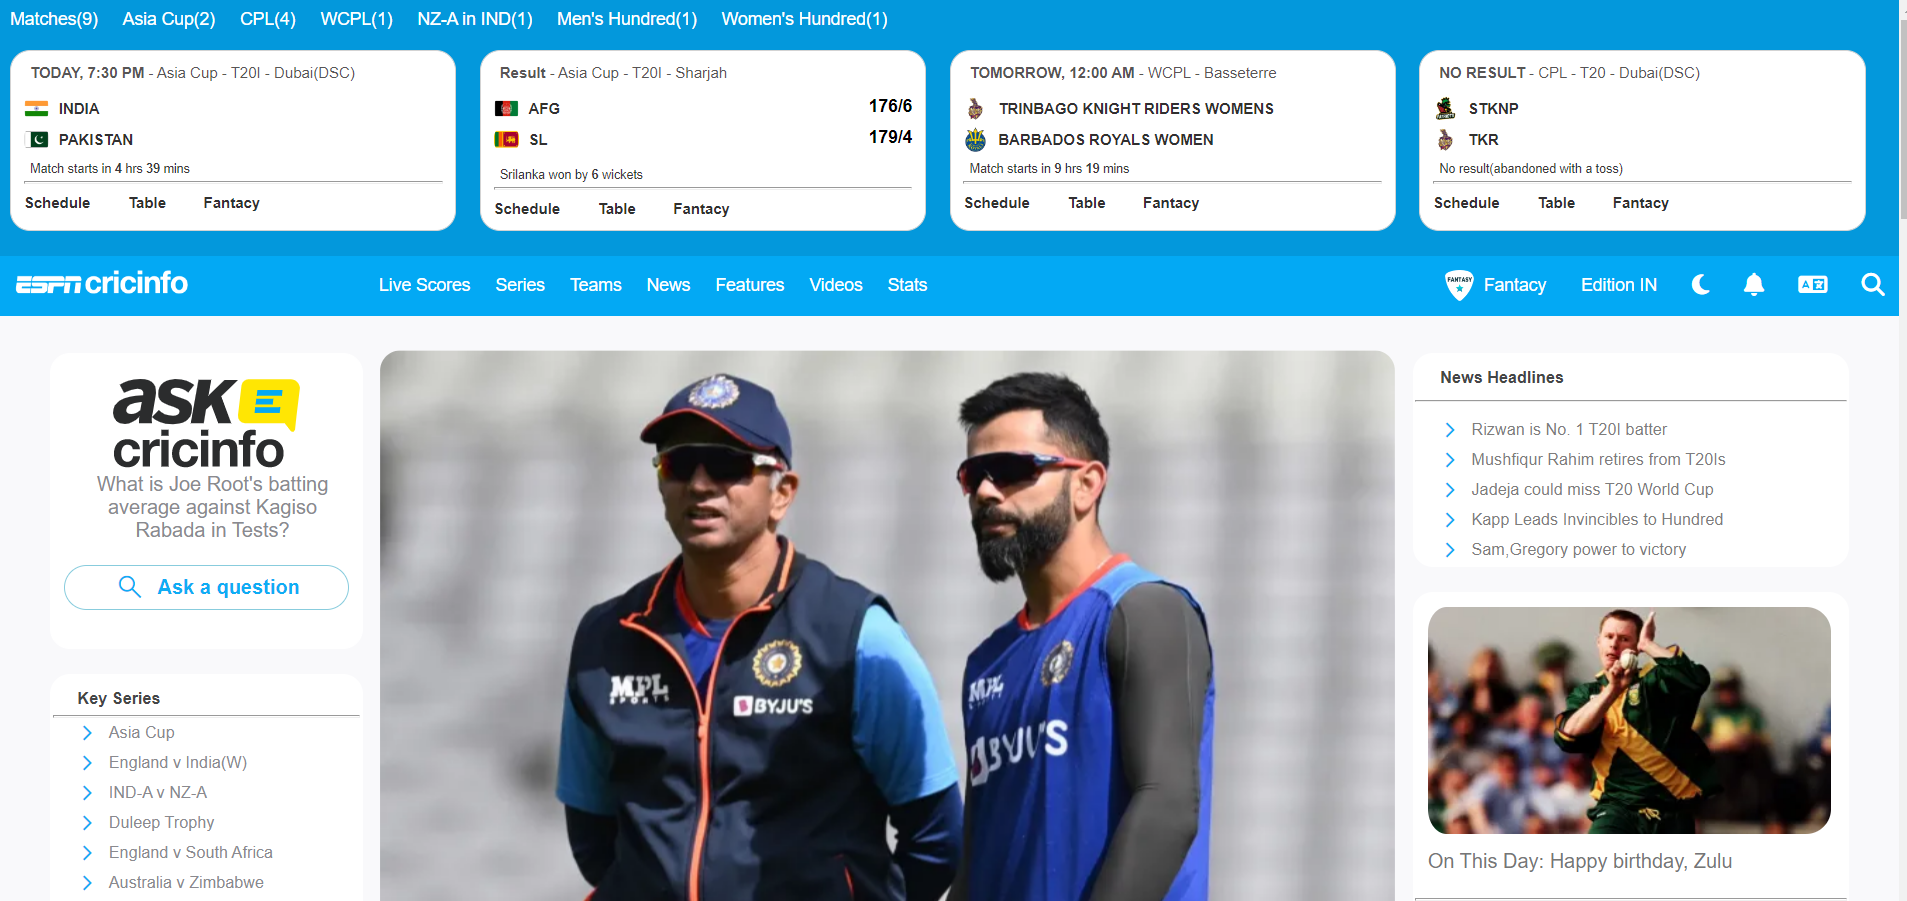 Matches(9) Asia Cup(2) CPL(4) WCPL(1) NZ-A in IND(1) Men's Hundred(1) Women's Hundred(1)
TODAY, 7:30 PM - Asia Cup - T20I - Dubai(DSC)
INDIA
PAKISTAN
Match starts in 4 hrs 39 mins
Schedule Table Fantacy
Result - Asia Cup - T20I - Sharjah
AFG 176/6
SL 179/4
Srilanka won by 6 wickets
Schedule Table Fantacy
TOMORROW, 12:00 AM - WCPL - Basseterre
TRINBAGO KNIGHT RIDERS WOMENS
BARBADOS ROYALS WOMEN
Match starts in 9 hrs 19 mins
Schedule Table Fantacy
NO RESULT - CPL - T20 - Dubai(DSC)
STKNP
TKR
No result(abandoned with a toss)
Schedule Table Fantacy
ESPN cricinfo Live Scores Series Teams News Features Videos Stats FANTASY Fantacy Edition IN A
ask
cricinfo
What is Joe Root's batting
average against Kagiso
Rabada in Tests?
Ask a question
Key Series
Asia Cup
England v India(W)
IND-A v NZ-A
Duleep Trophy
England v South Africa
Australia v Zimbabwe
MPL
SPORTS
BYJU'S
MPL
BYJU'S
News Headlines
Rizwan is No. 1 T20I batter
Mushfiqur Rahim retires from T20Is
Jadeja could miss T20 World Cup
Kapp Leads Invincibles to Hundred
Sam,Gregory power to victory
On This Day: Happy birthday, Zulu